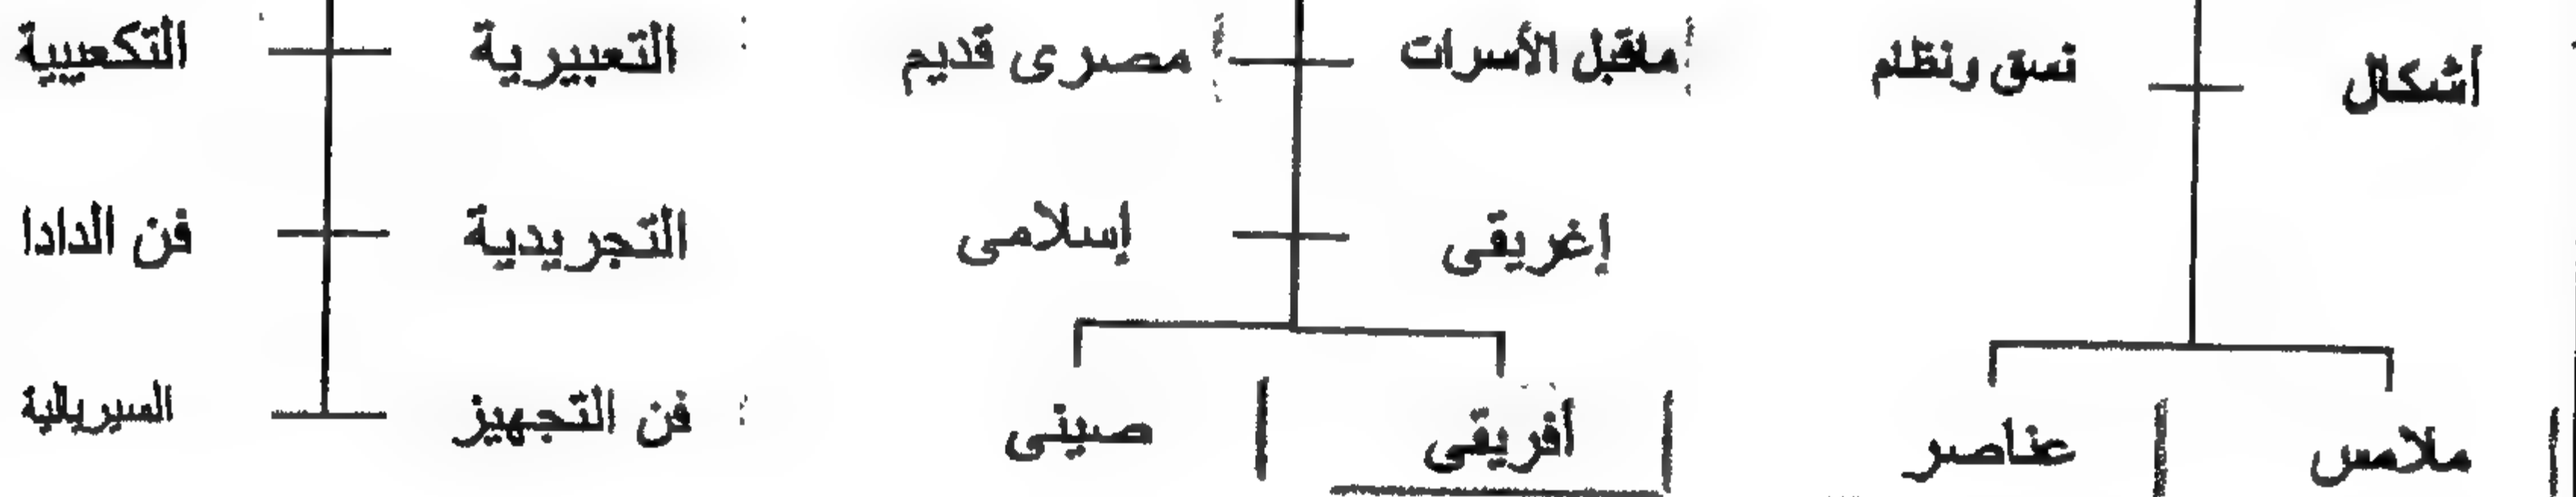 أشكال نسق ونظام ماقبل الأسرات مصرى قديم التعبيرية التكعيبية
إغريقى إسلامى التجريدية فن الدادا
ملامس عناصر أفريقى صينى فن التجهيز السيريالية